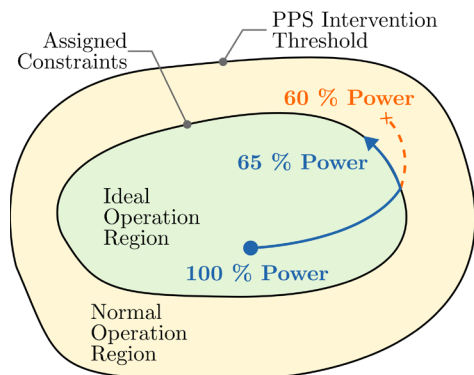 PPS Intervention
Threshold
Assigned
Constraints
60 % Power
65 % Power
Ideal
Operation
Region
100 % Power
Normal
Operation
Region